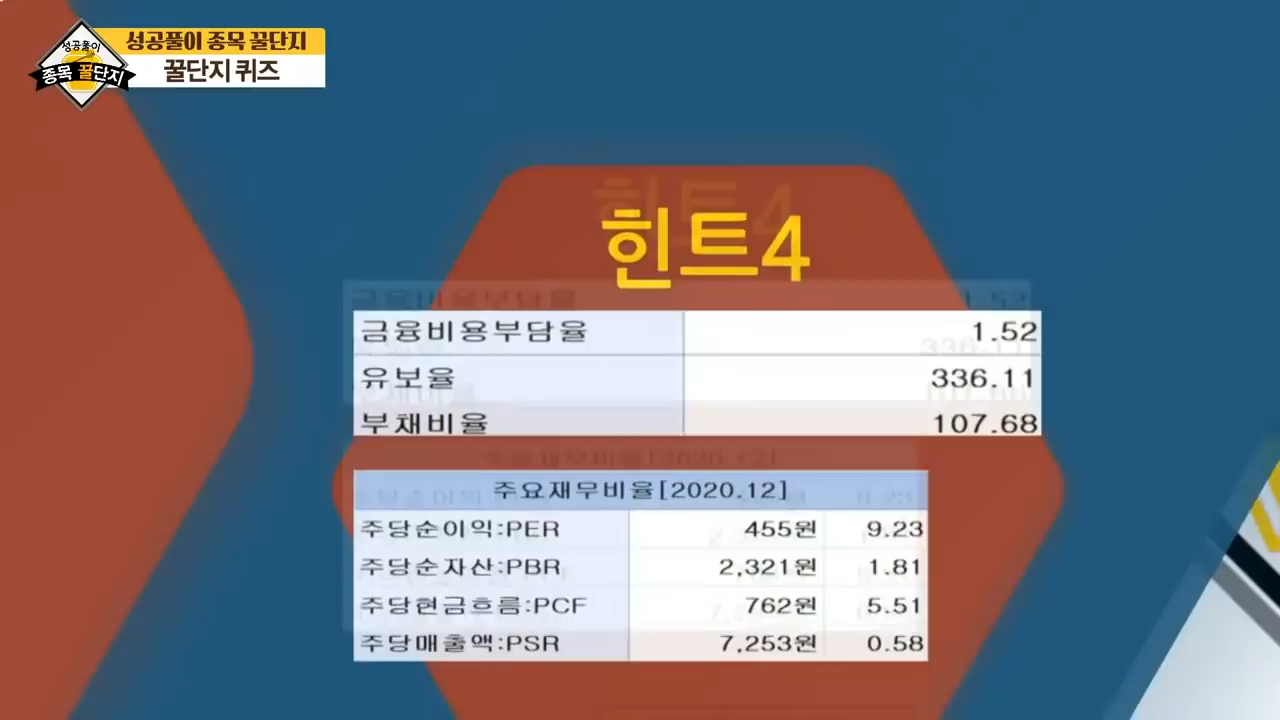 성공풀이
종목 꿀단지
성공풀이 종목 꿀단지
꿀단지 퀴즈
힌트4
금융비용부담율 1.52
유보율 336.11
부채비율 107.68
주요재무비율[2020.12]
주당순이익:PER 455원 9.23
주당순자산:PBR 2,321원 1.81
주당현금흐름:PCF 762원 5.51
주당매출액:PSR 7,253원 0.58